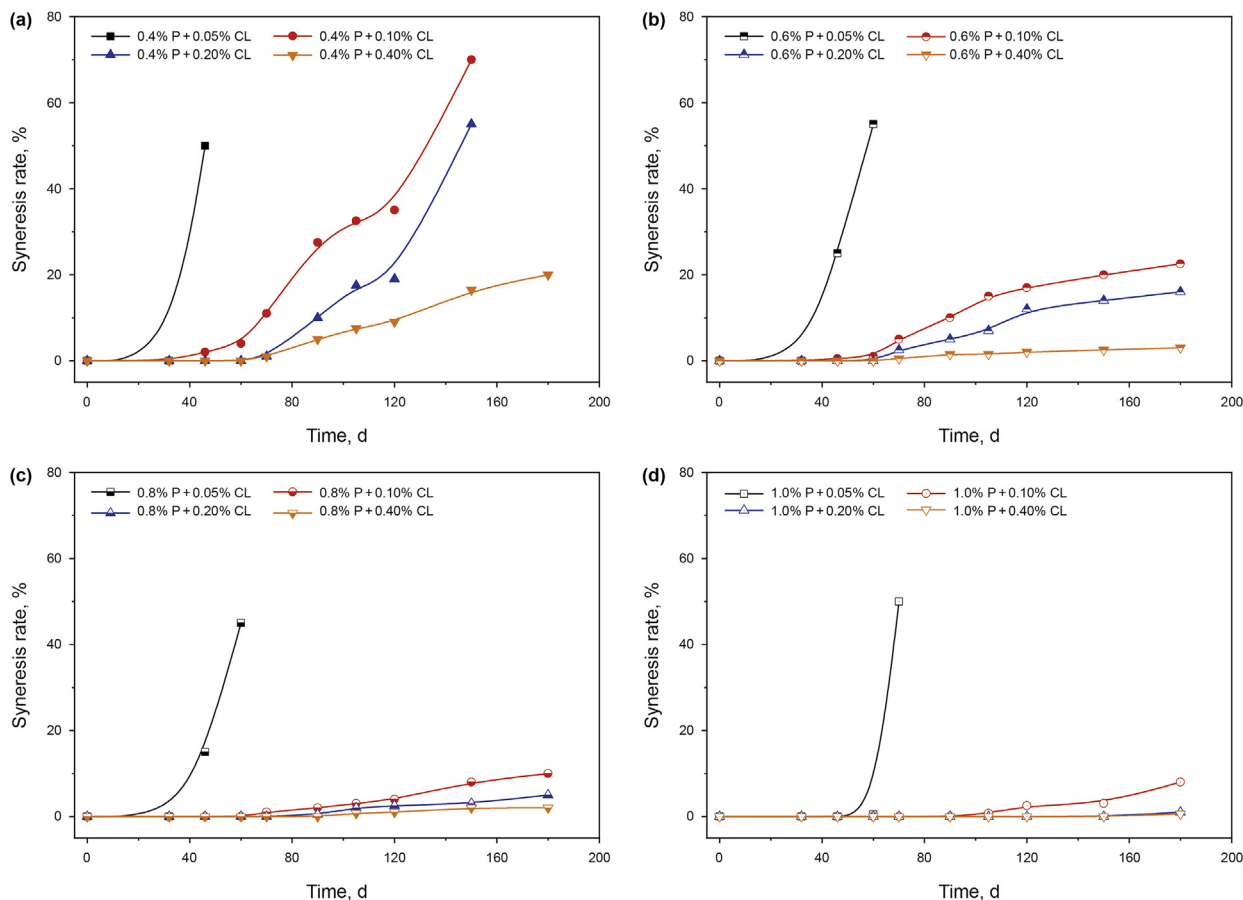 (a)
80
0.4% P + 0.05% CL
0.4% P + 0.10% CL
0.4% P + 0.20% CL
0.4% P + 0.40% CL
60
40
20
0
Syneresis rate, %
0 40 80 120 160 200
Time, d
(b)
80
0.6% P + 0.05% CL
0.6% P + 0.10% CL
0.6% P + 0.20% CL
0.6% P + 0.40% CL
60
40
20
0
Syneresis rate, %
0 40 80 120 160 200
Time, d
(c)
80
0.8% P + 0.05% CL
0.8% P + 0.10% CL
0.8% P + 0.20% CL
0.8% P + 0.40% CL
60
40
20
0
Syneresis rate, %
0 40 80 120 160 200
Time, d
(d)
80
1.0% P + 0.05% CL
1.0% P + 0.10% CL
1.0% P + 0.20% CL
1.0% P + 0.40% CL
60
40
20
0
Syneresis rate, %
0 40 80 120 160 200
Time, d